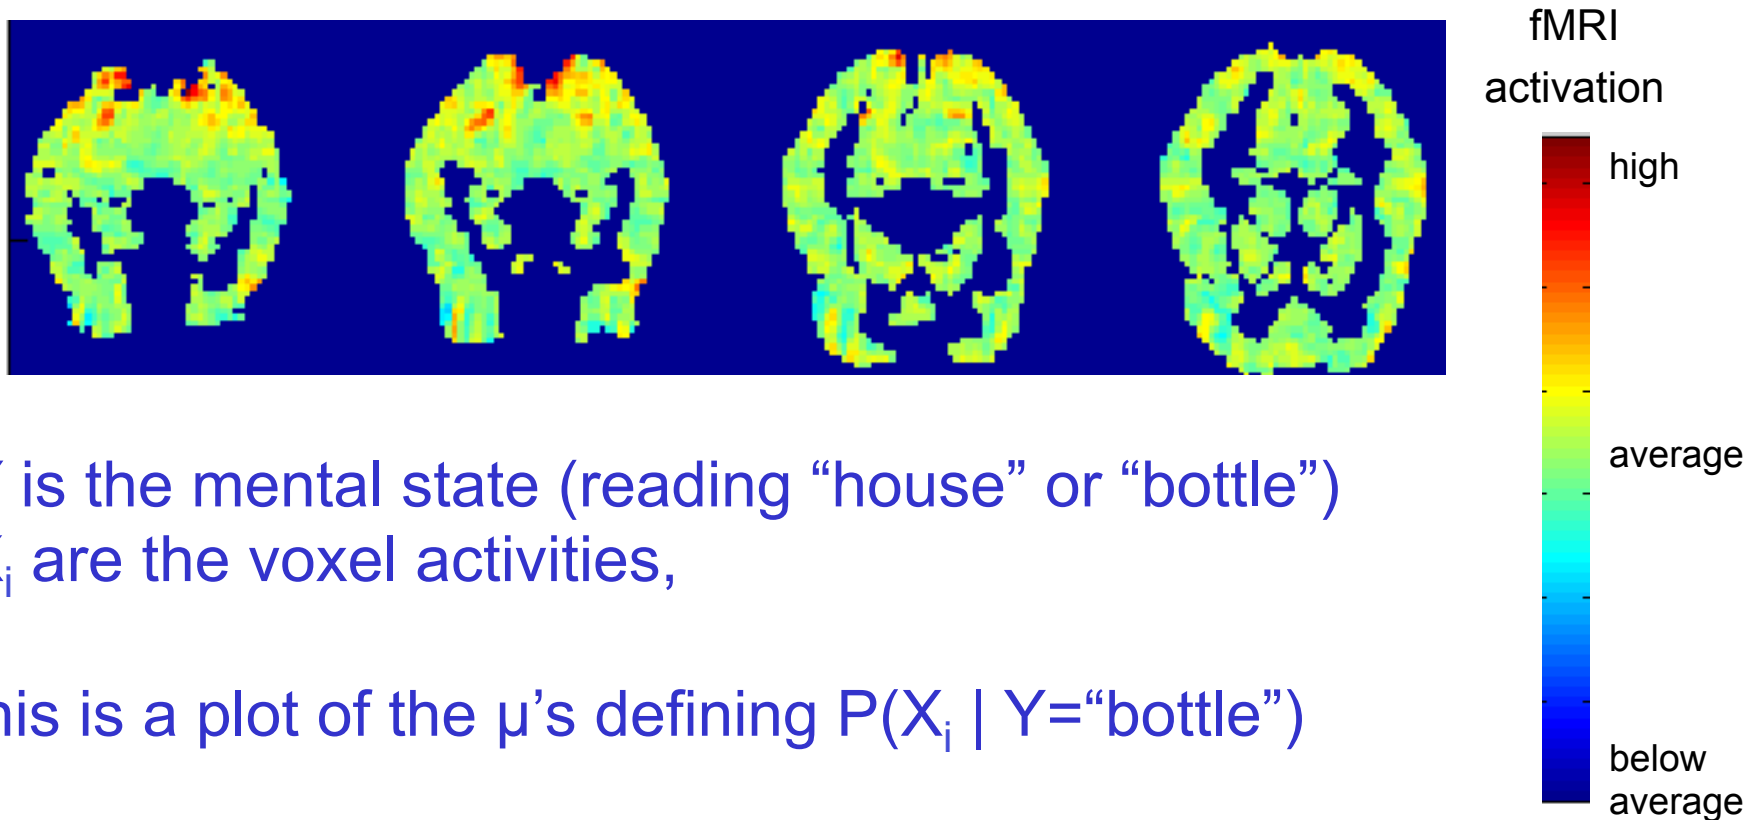 fMRI
activation
high
average
below
average
is the mental state (reading “house” or “bottle”)
are the voxel activities,
is a plot of the μ’s defining P(Xi | Y=“bottle”)